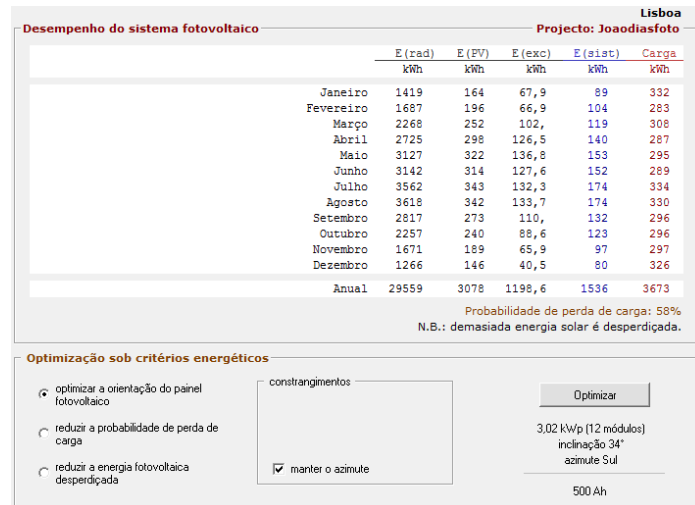 Lisboa
Desempenho do sistema fotovoltaico Projecto: Joaodiasfoto
E(rad) E(PV) E(exc) E(sist) Carga
kWh kWh kWh kWh kWh
Janeiro 1419 164 67,9 89 332
Fevereiro 1687 196 66,9 104 283
Março 2268 252 102, 119 308
Abril 2725 298 126,5 140 287
Maio 3127 322 136,8 153 295
Junho 3142 314 127,6 152 289
Julho 3562 343 132,3 174 334
Agosto 3618 342 133,7 174 330
Setembro 2817 273 110, 132 296
Outubro 2257 240 88,6 123 296
Novembro 1671 189 65,9 97 297
Dezembro 1266 146 40,5 80 326
Anual 29559 3078 1198,6 1536 3673
Probabilidade de perda de carga: 58%
N.B.: demasiada energia solar é desperdiçada.
Optimização sob critérios energéticos
optimizar a orientação do painel
fotovoltaico
reduzir a probabilidade de perda de
carga
reduzir a energia fotovoltaica
desperdiçada
constrangimentos
manter o azimute
Optimizar
3,02 kWp (12 módulos)
inclinação 34°
azimute Sul
500 Ah